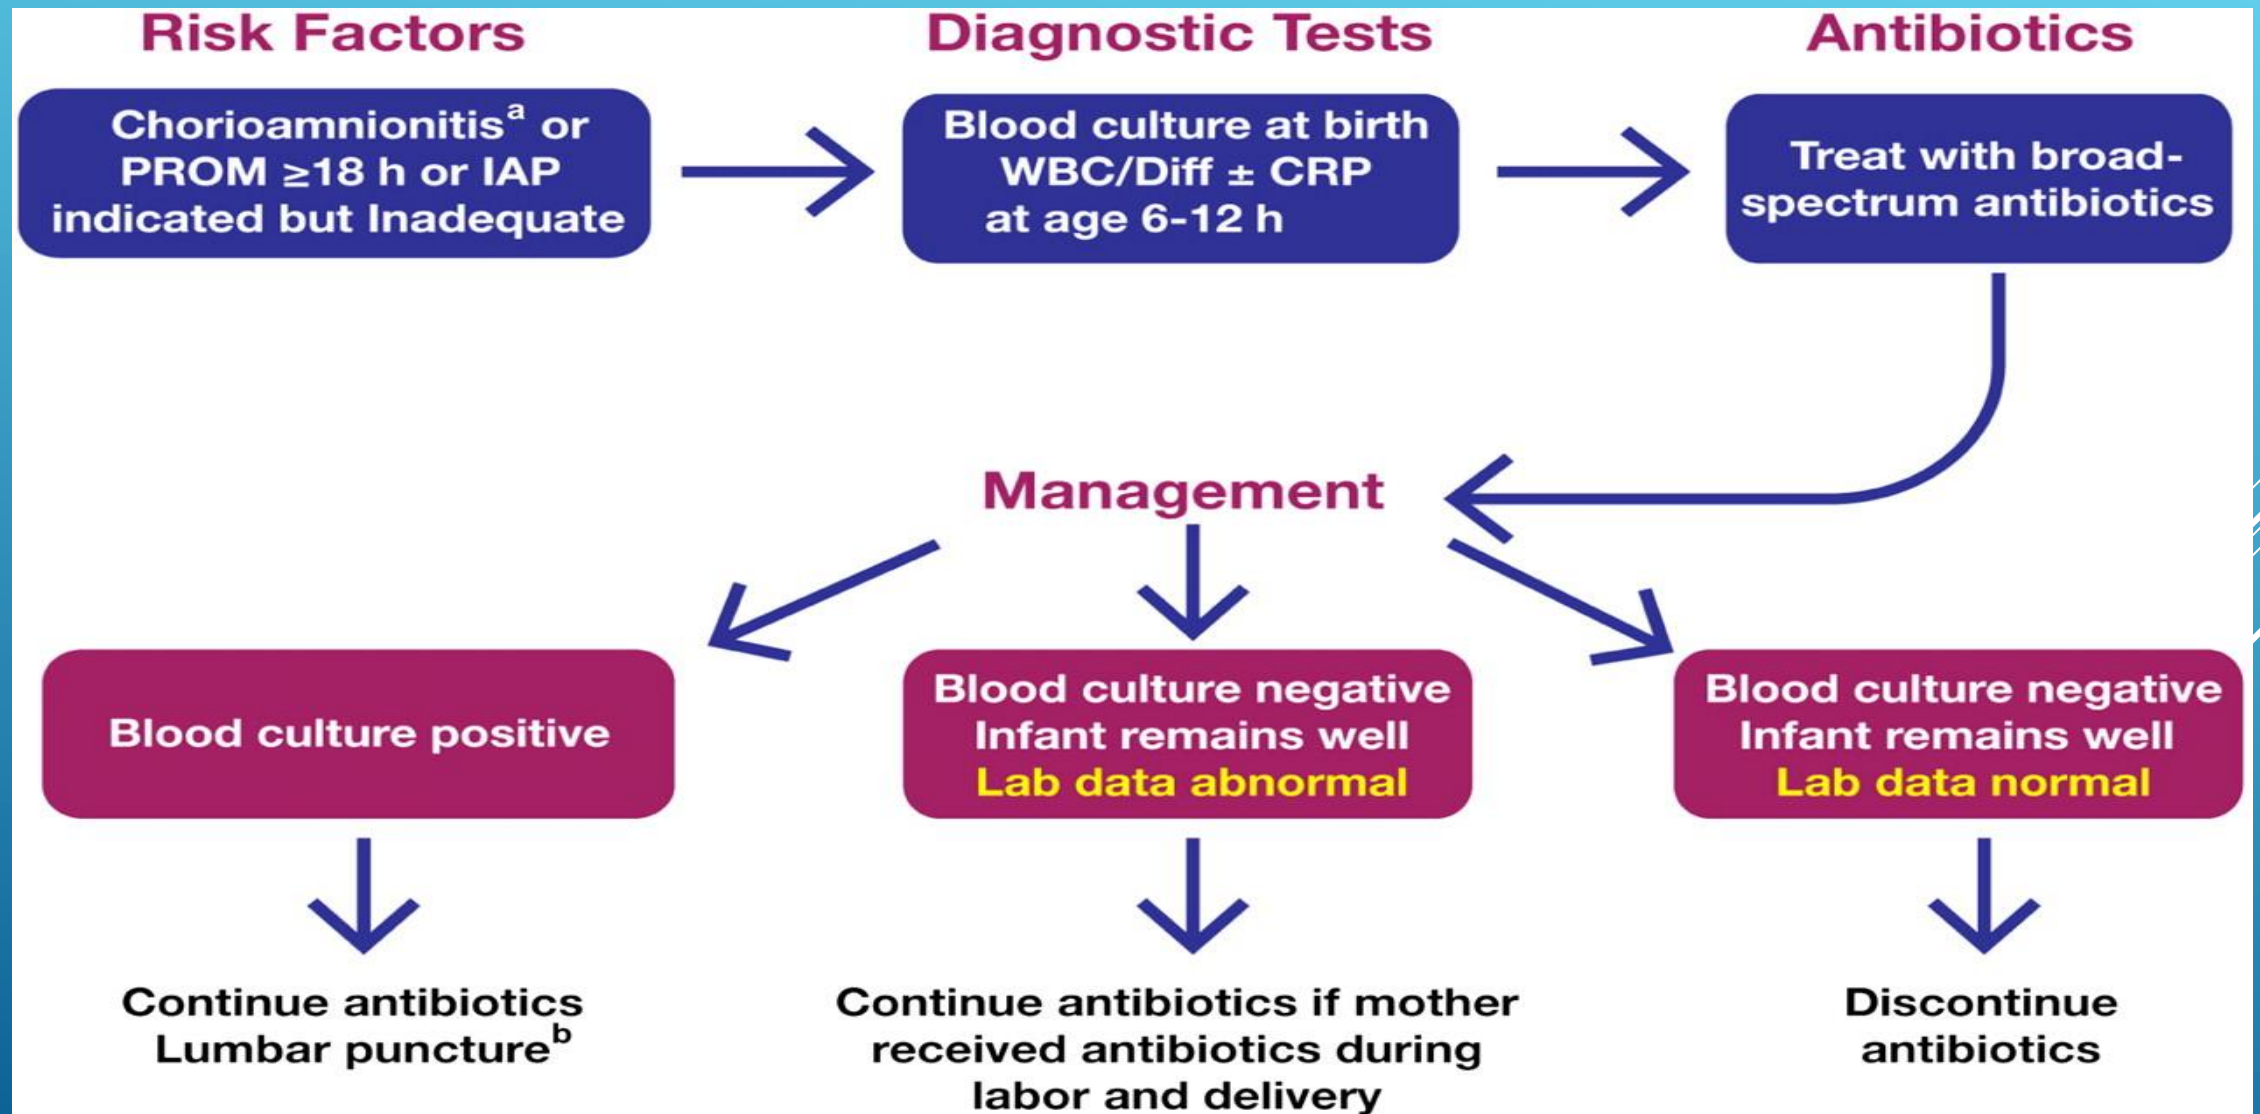 Risk Factors
Diagnostic Tests
Antibiotics
Chorioamnionitisᵃ or
PROM ≥18 h or IAP
indicated but Inadequate
Blood culture at birth
WBC/Diff ± CRP
at age 6-12 h
Treat with broad-
spectrum antibiotics
Management
Blood culture positive
Blood culture negative
Infant remains well
Lab data abnormal
Blood culture negative
Infant remains well
Lab data normal
Continue antibiotics
Lumbar punctureᵇ
Continue antibiotics if mother
received antibiotics during
labor and delivery
Discontinue
antibiotics